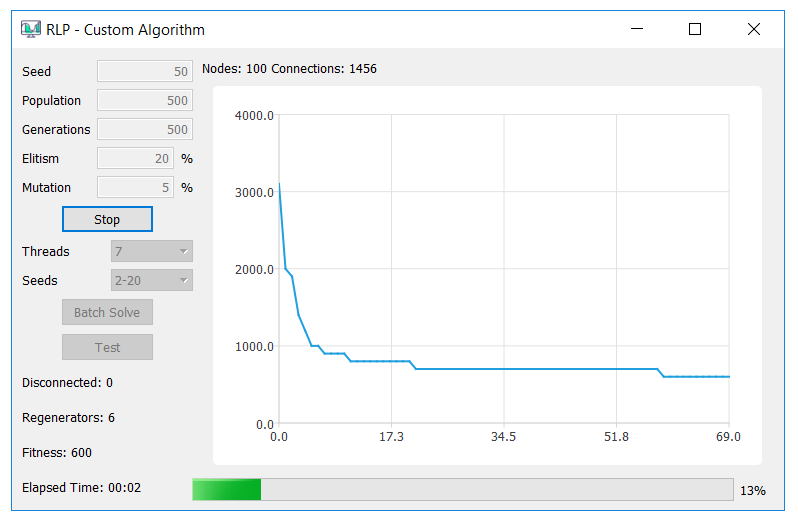 RLP - Custom Algorithm
Seed 50
Nodes: 100 Connections: 1456
Population 500
Generations 500
Elitism 20 %
Mutation 5 %
Stop
Threads 7
Seeds 2-20
Batch Solve
Test
Disconnected: 0
Regenerators: 6
Fitness: 600
Elapsed Time: 00:02
4000.0
3000.0
2000.0
1000.0
0.0
0.0 17.3 34.5 51.8 69.0
13%